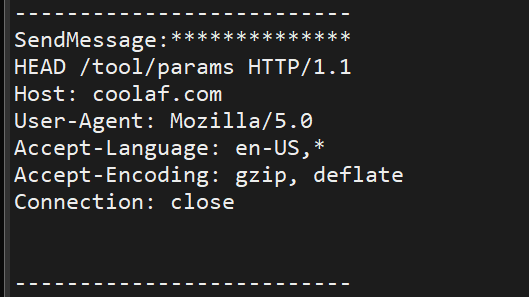 --------------------------
SendMessage:**************
HEAD /tool/params HTTP/1.1
Host: coolaf.com
User-Agent: Mozilla/5.0
Accept-Language: en-US,*
Accept-Encoding: gzip, deflate
Connection: close
--------------------------